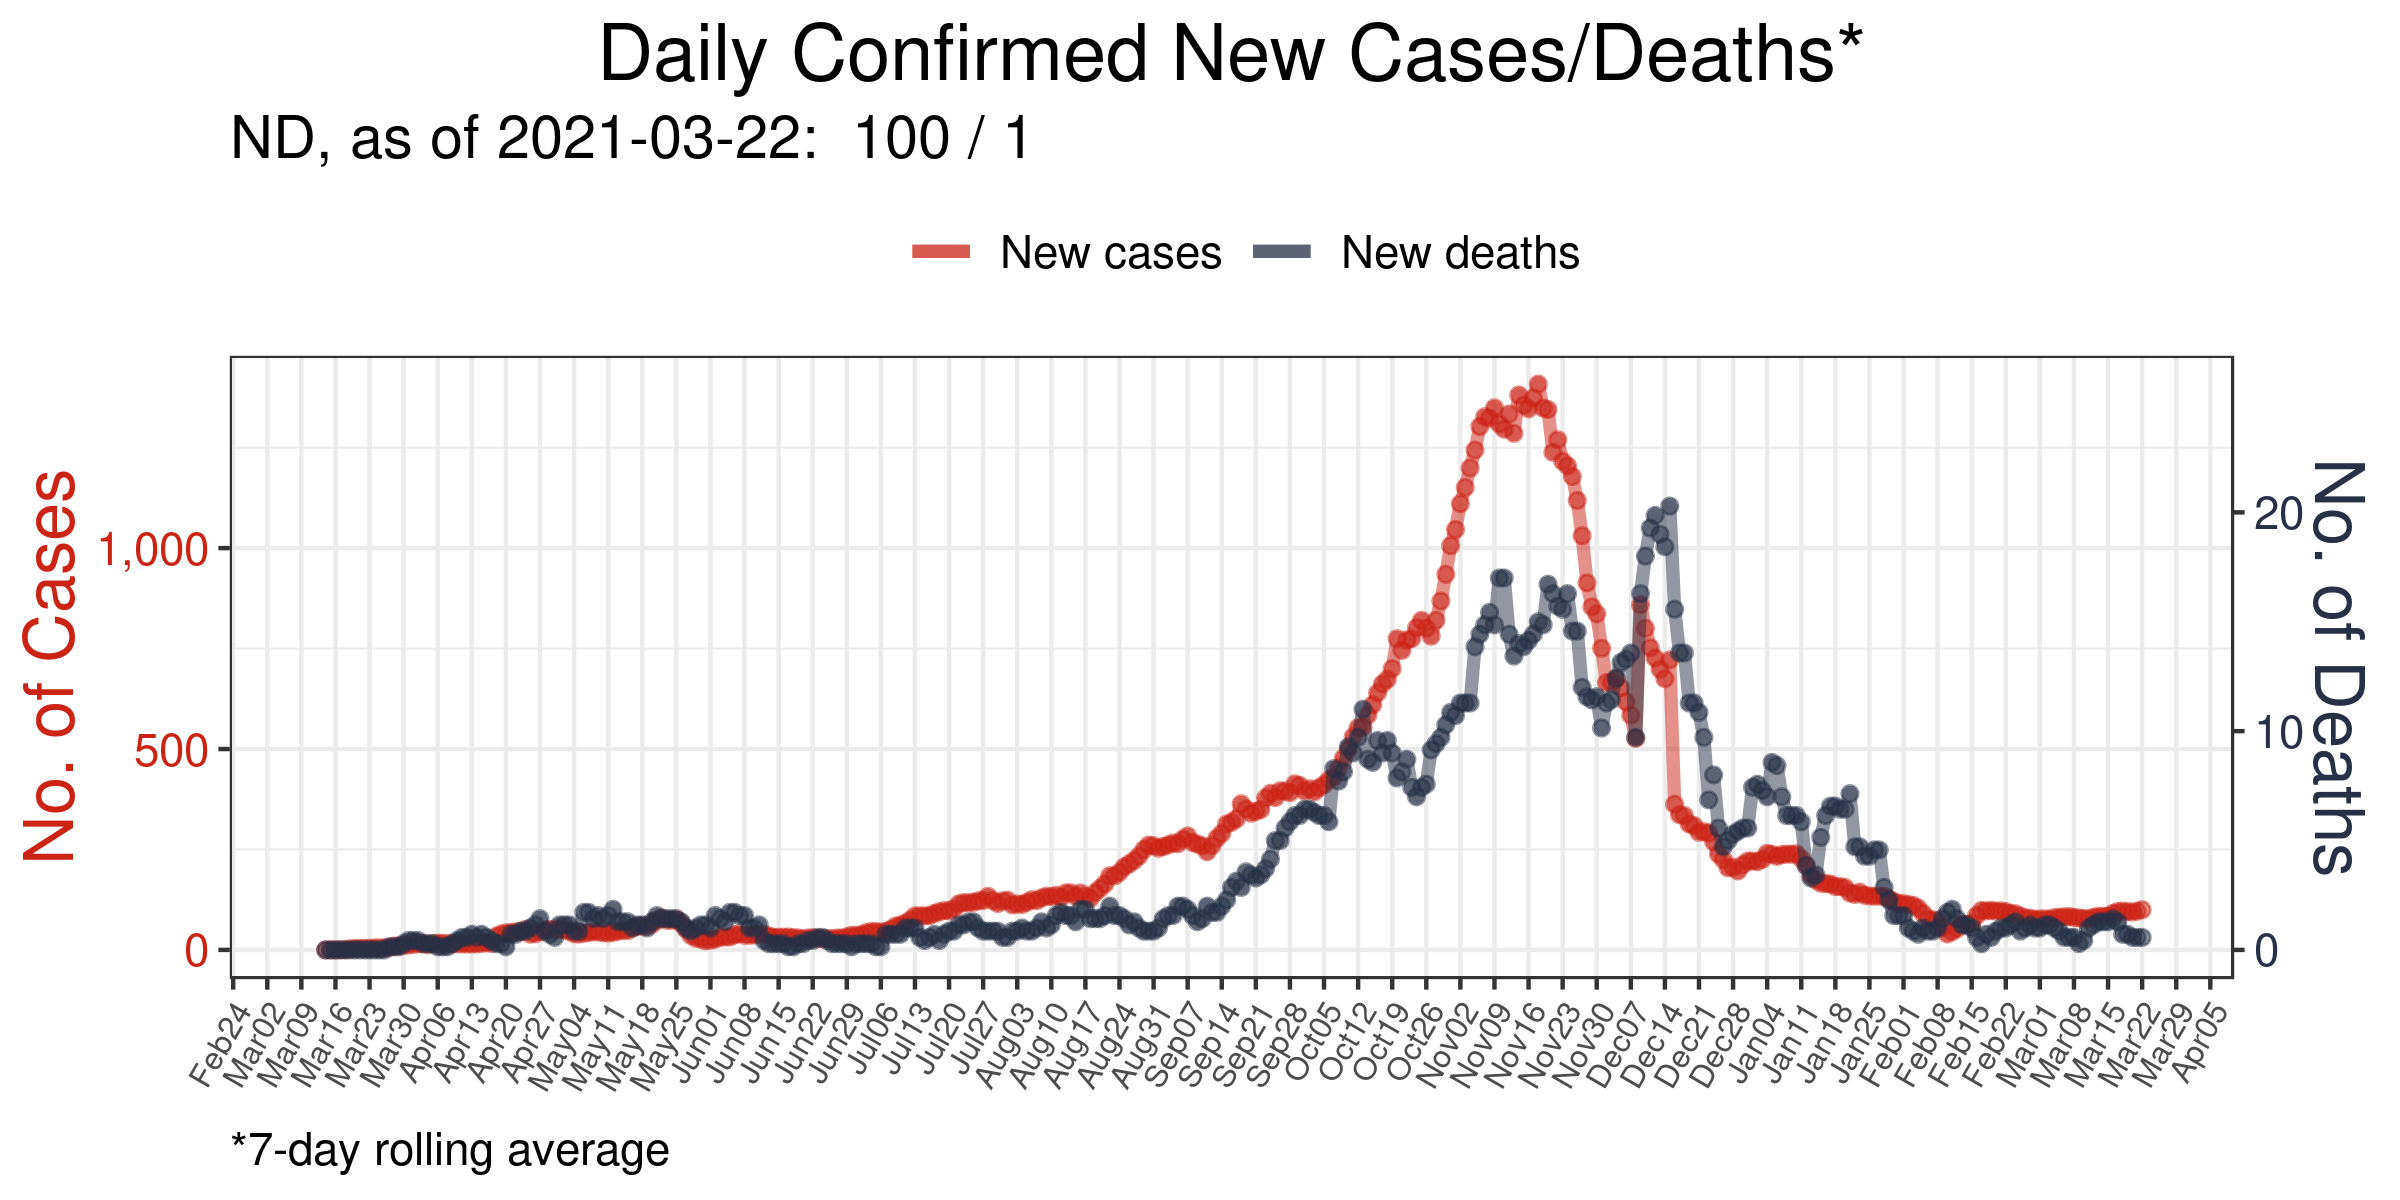 Daily Confirmed New Cases/Deaths*
ND, as of 2021-03-22:  100 / 1
New cases
New deaths
No. of Cases
1,000
500
0
20
10
0
No. of Deaths
Feb24
Mar02
Mar09
Mar16
Mar23
Mar30
Apr06
Apr13
Apr20
Apr27
May04
May11
May18
May25
Jun01
Jun08
Jun15
Jun22
Jun29
Jul06
Jul13
Jul20
Jul27
Aug03
Aug10
Aug17
Aug24
Aug31
Sep07
Sep14
Sep21
Sep28
Oct05
Oct12
Oct19
Oct26
Nov02
Nov09
Nov16
Nov23
Nov30
Dec07
Dec14
Dec21
Dec28
Jan04
Jan11
Jan18
Jan25
Feb01
Feb08
Feb15
Feb22
Mar01
Mar08
Mar15
Mar22
Mar29
Apr05
*7-day rolling average